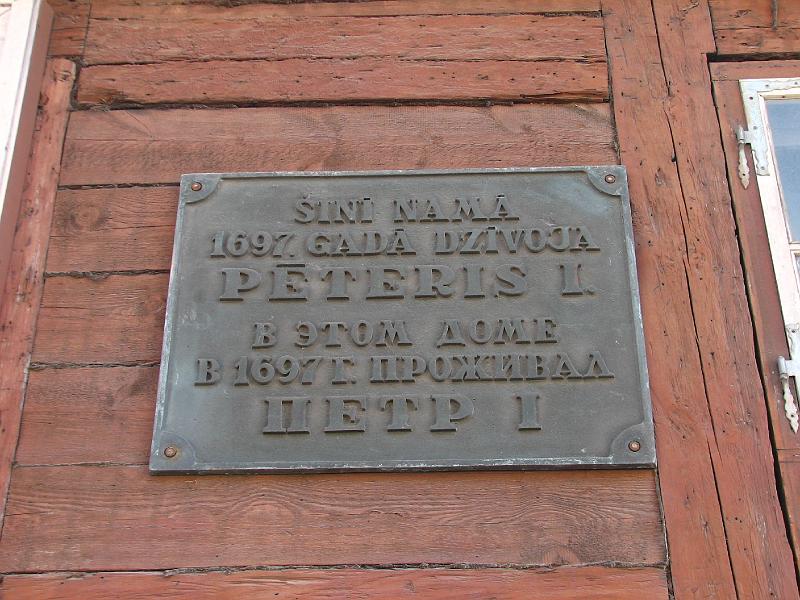 ŠINĪ NAMĀ
1697. GADĀ DZĪVOJA
PĒTERIS I.
В ЭТОМ ДОМЕ
В 1697 Г. ПРОЖИВАЛ
ПЕТР I